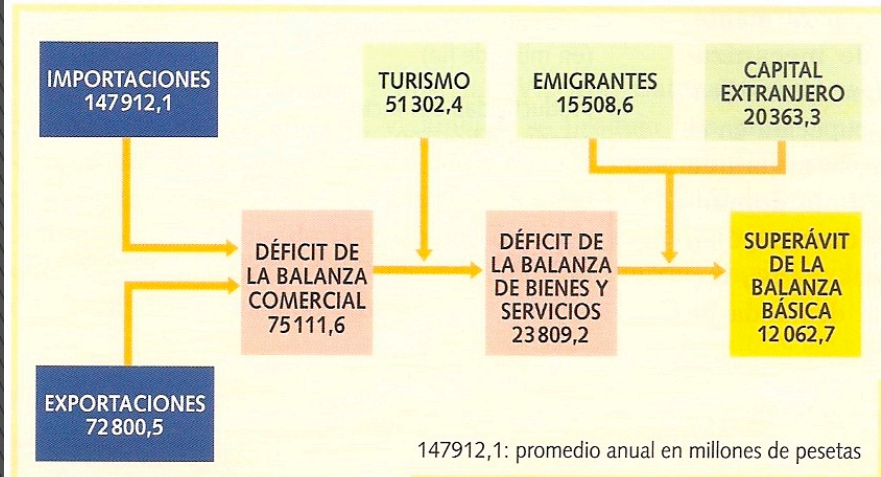 IMPORTACIONES
147912,1
TURISMO
51302,4
EMIGRANTES
15508,6
CAPITAL
EXTRANJERO
20363,3
DÉFICIT DE
LA BALANZA
COMERCIAL
75111,6
DÉFICIT DE
LA BALANZA
DE BIENES Y
SERVICIOS
23809,2
SUPERÁVIT
DE LA
BALANZA
BÁSICA
12062,7
EXPORTACIONES
72800,5
147912,1: promedio anual en millones de pesetas